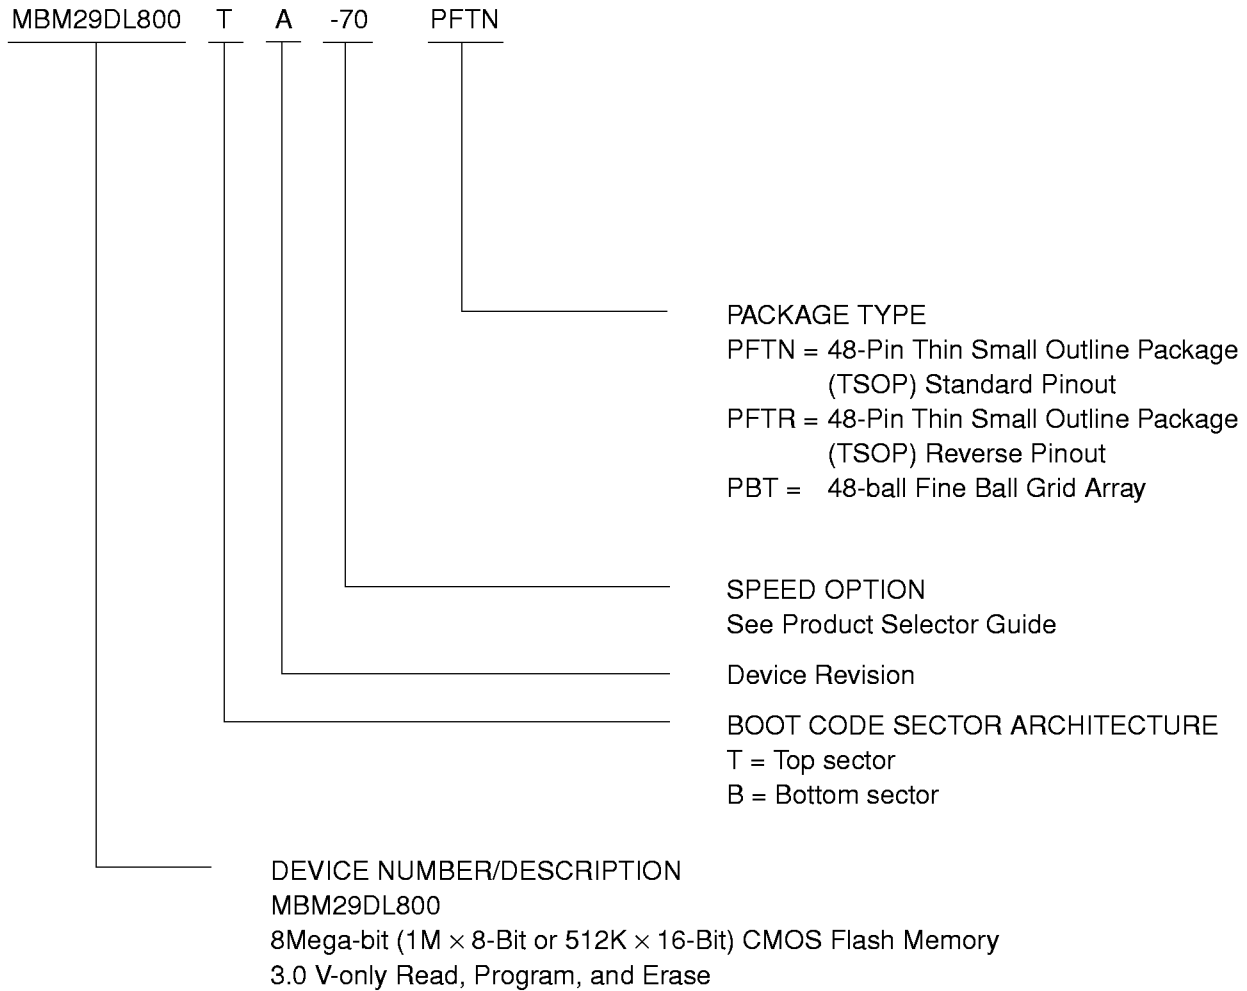 MBM29DL800 T A -70 PFTN
PACKAGE TYPE
PFTN = 48-Pin Thin Small Outline Package
(TSOP) Standard Pinout
PFTR = 48-Pin Thin Small Outline Package
(TSOP) Reverse Pinout
PBT = 48-ball Fine Ball Grid Array
SPEED OPTION
See Product Selector Guide
Device Revision
BOOT CODE SECTOR ARCHITECTURE
T = Top sector
B = Bottom sector
DEVICE NUMBER/DESCRIPTION
MBM29DL800
8Mega-bit (1M × 8-Bit or 512K × 16-Bit) CMOS Flash Memory
3.0 V-only Read, Program, and Erase